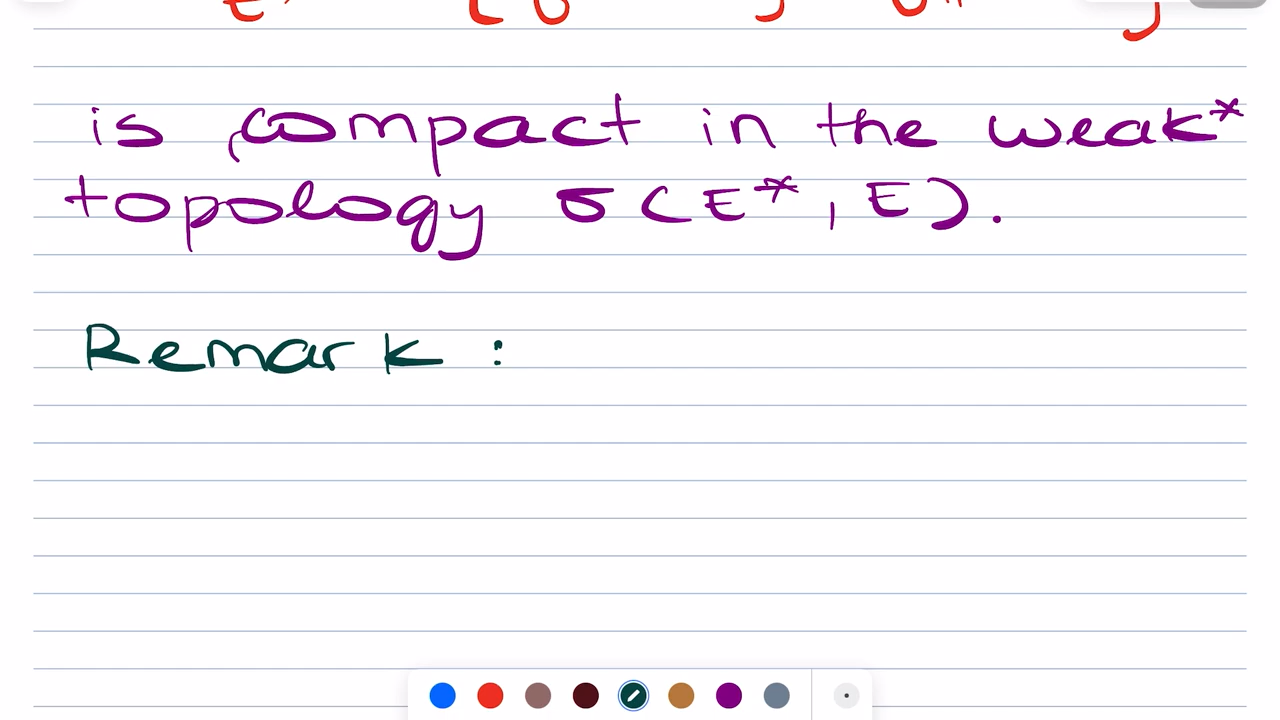 is compact in the weak*
topology σ(E*, E).
Remark :